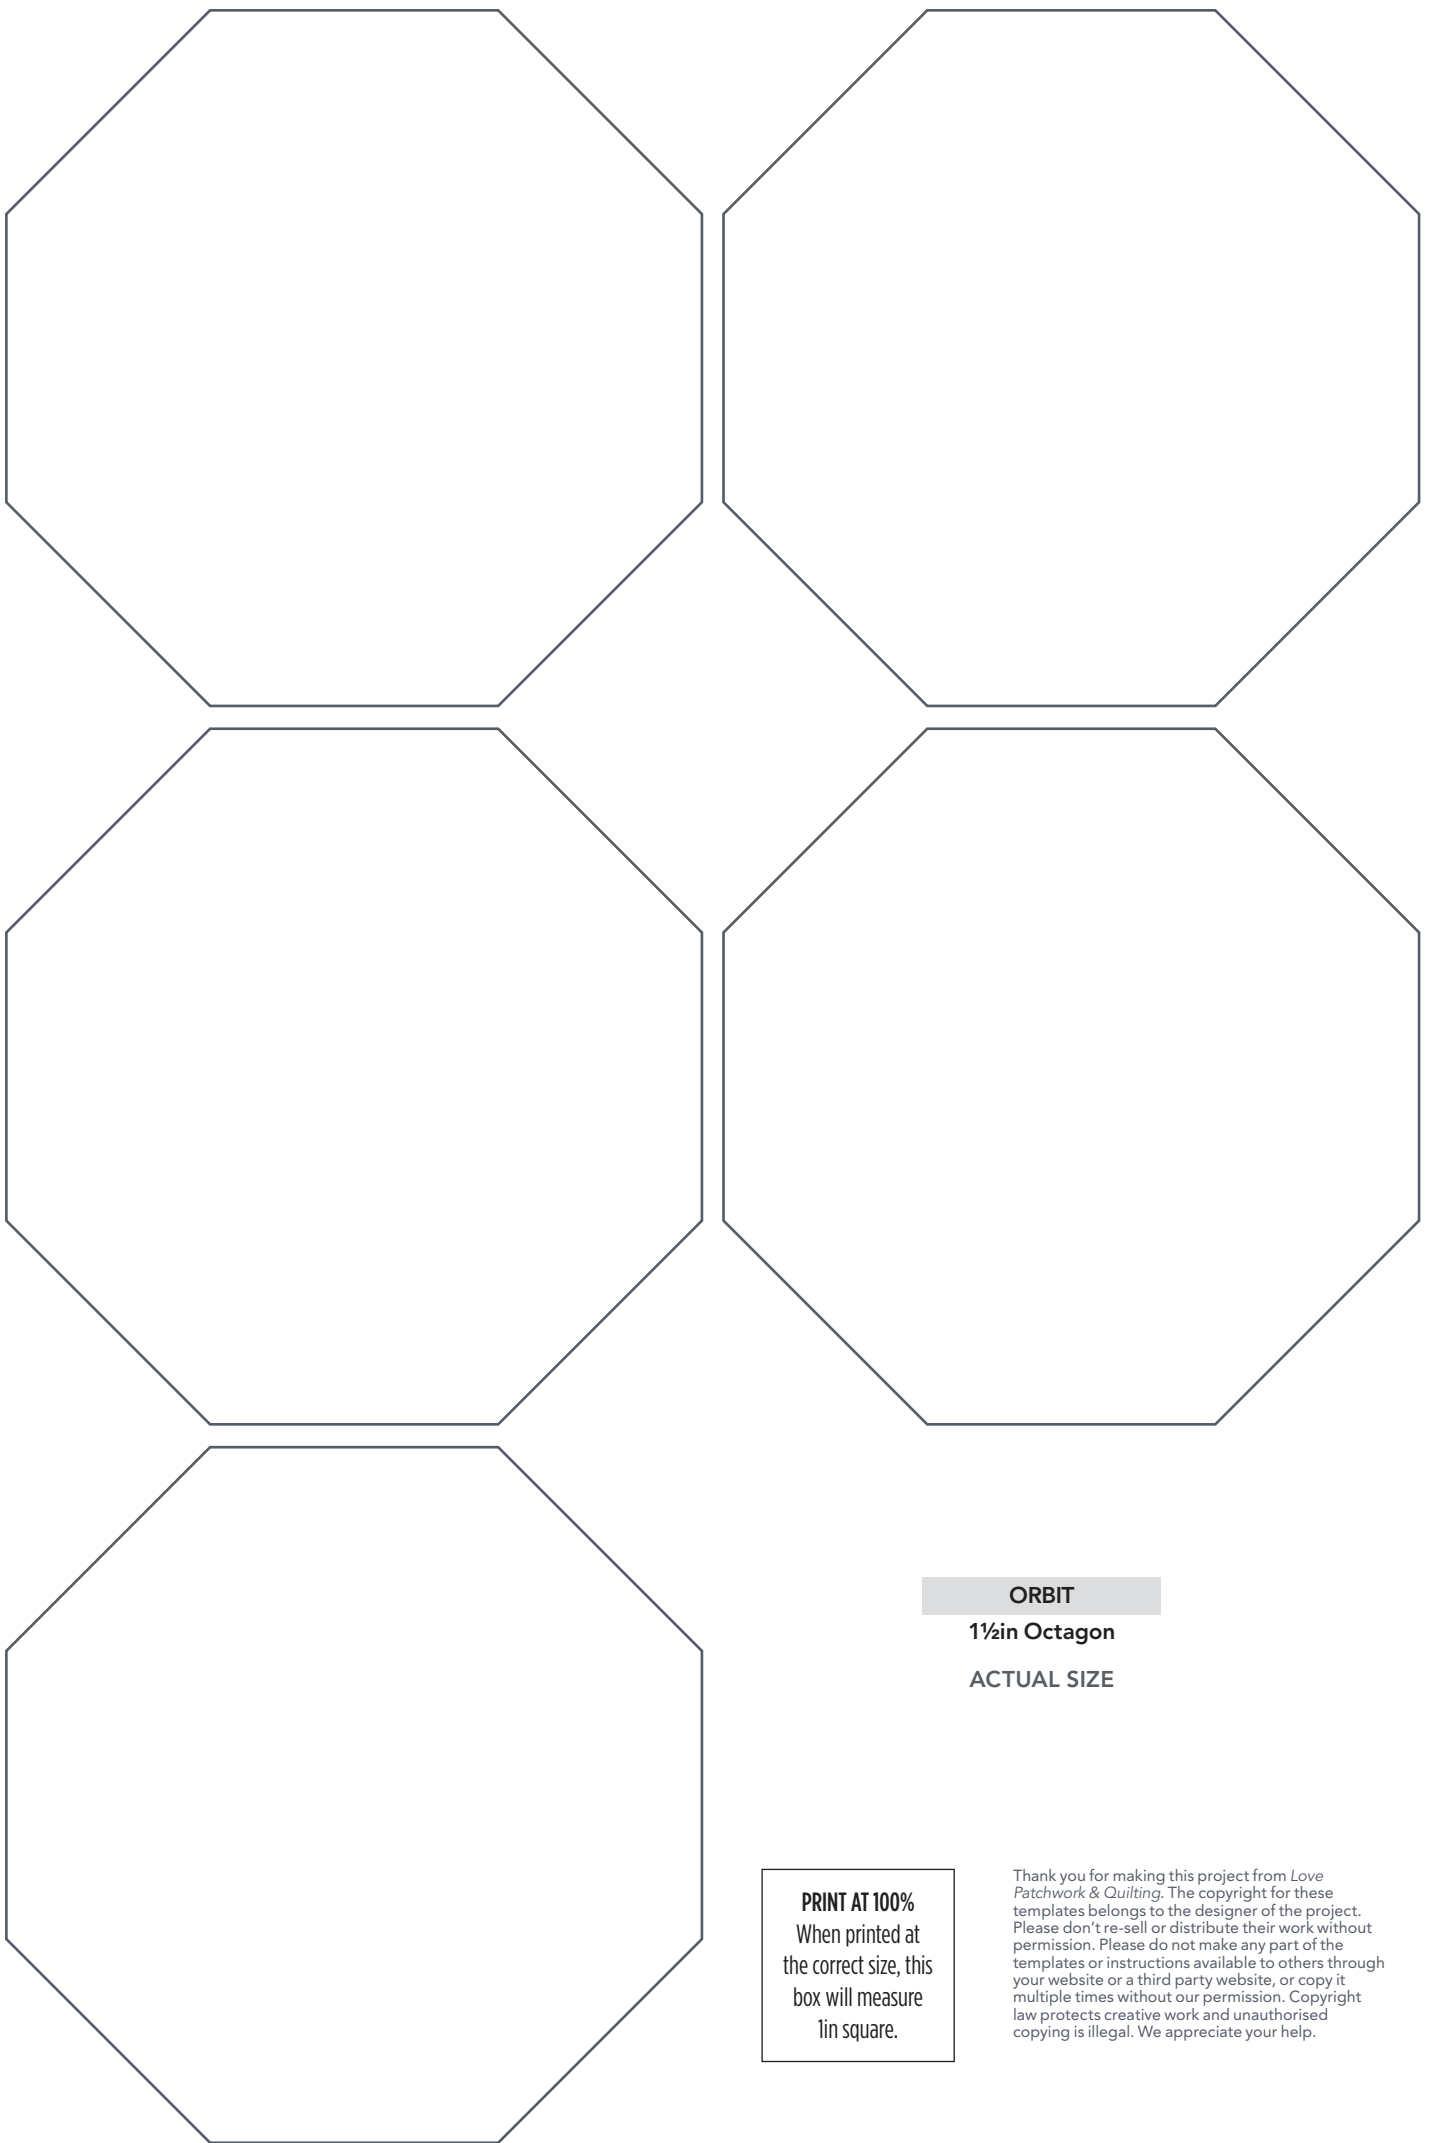 ORBIT
1½in Octagon
ACTUAL SIZE
PRINT AT 100%
When printed at
the correct size, this
box will measure
1in square.
Thank you for making this project from Love
Patchwork & Quilting. The copyright for these
templates belongs to the designer of the project.
Please don’t re-sell or distribute their work without
permission. Please do not make any part of the
templates or instructions available to others through
your website or a third party website, or copy it
multiple times without our permission. Copyright
law protects creative work and unauthorised
copying is illegal. We appreciate your help.